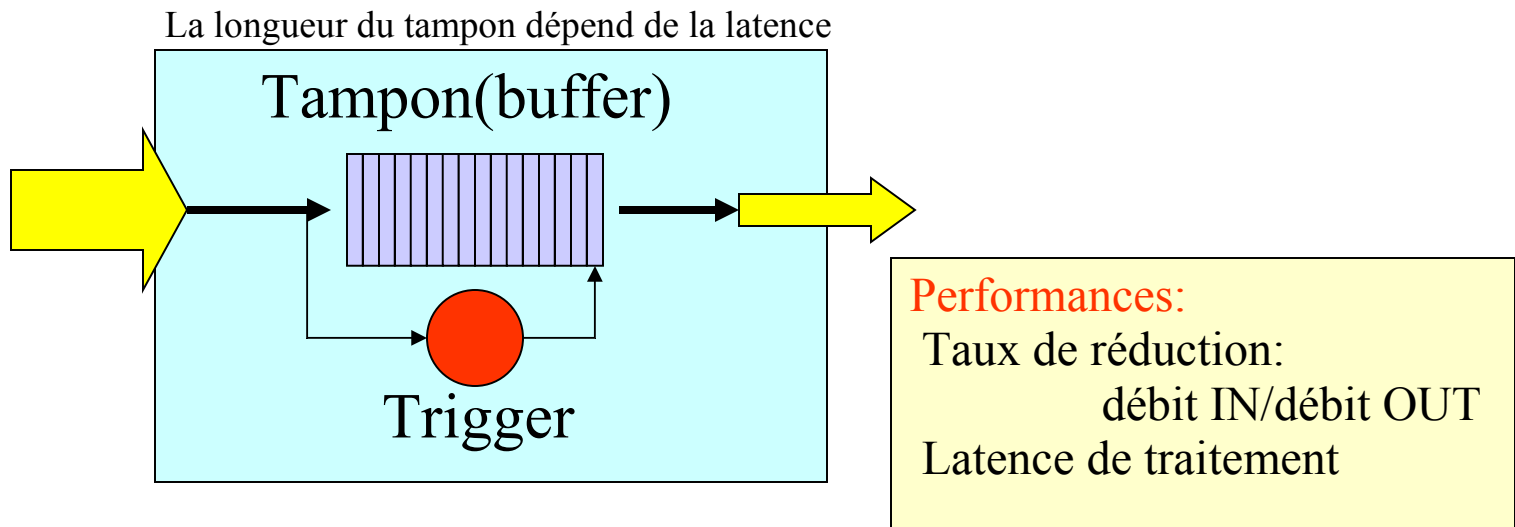 La longueur du tampon dépend de la latence
Tampon(buffer)
Trigger
Performances:
Taux de réduction:
débit IN/débit OUT
Latence de traitement